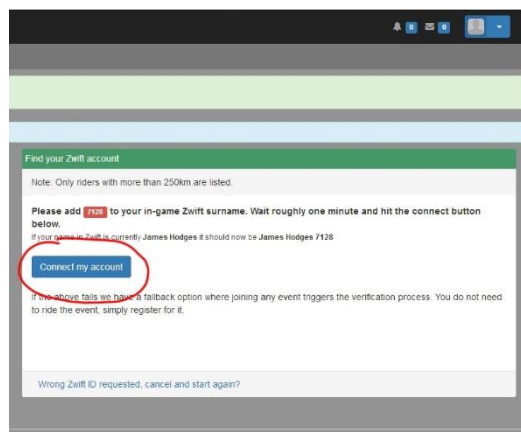 0 0
Find your Zwift account
Note: Only riders with more than 250km are listed.
Please add 7128 to your in-game Zwift surname. Wait roughly one minute and hit the connect button
below.
If your name in Zwift is currently James Hodges it should now be James Hodges 7128
Connect my account
If the above fails we have a fallback option where joining any event triggers the verification process. You do not need
to ride the event, simply register for it.
Wrong Zwift ID requested, cancel and start again?